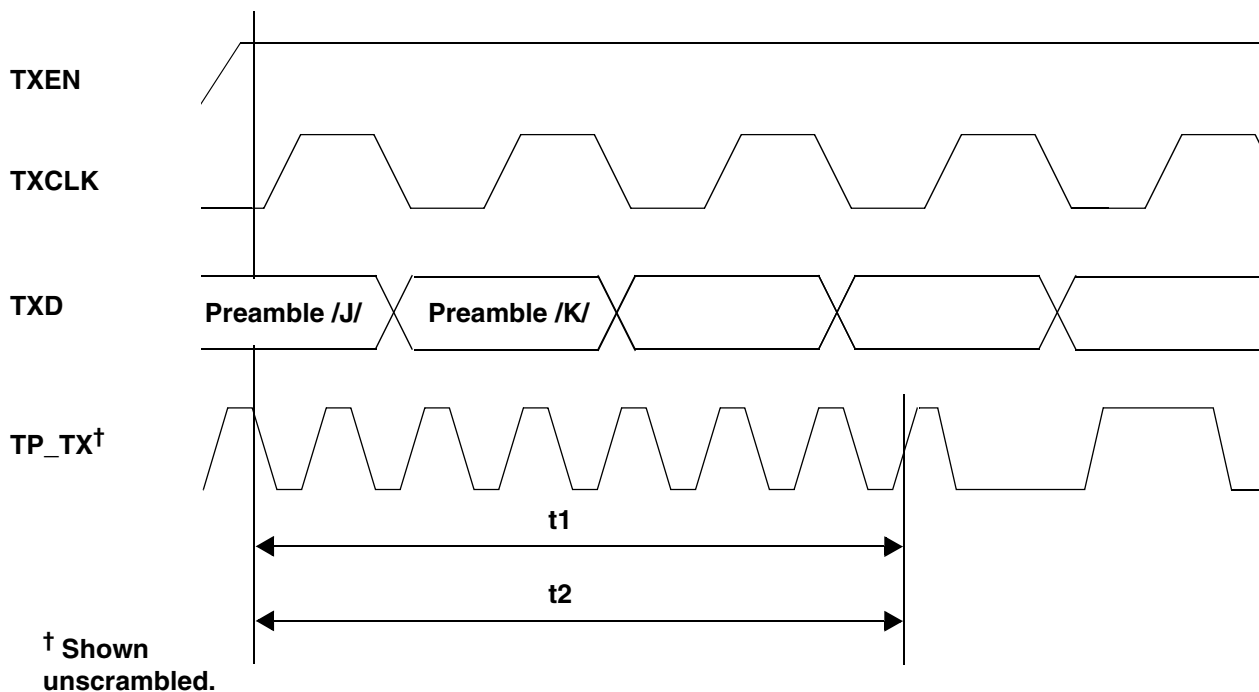 TXEN
TXCLK
TXD
Preamble /J/ Preamble /K/
TP_TX†
t1
t2
† Shown
unscrambled.